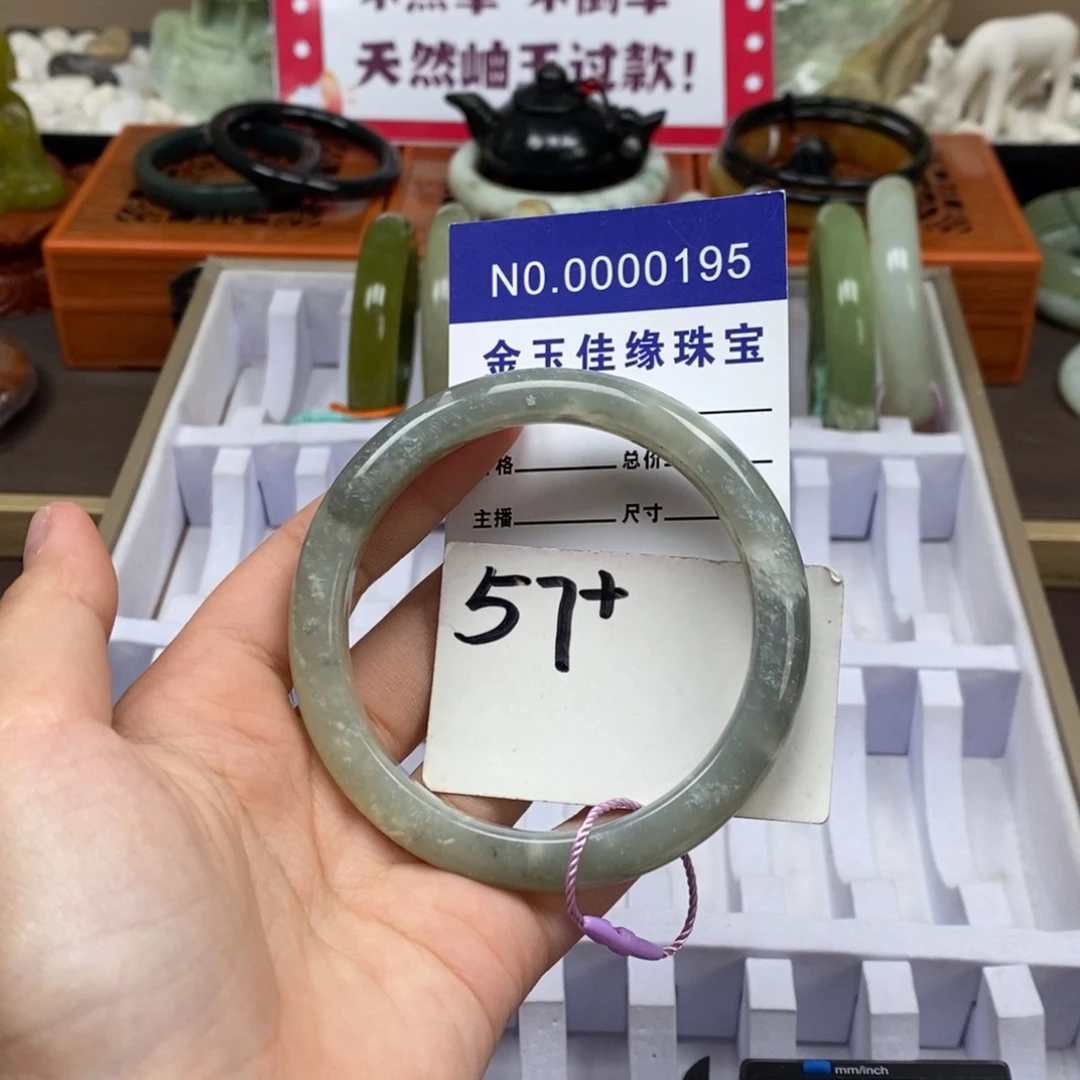 天然岫玉过款!
N0.0000195
金玉佳缘珠宝
格 总价
主播 尺寸
57+
mm/inch